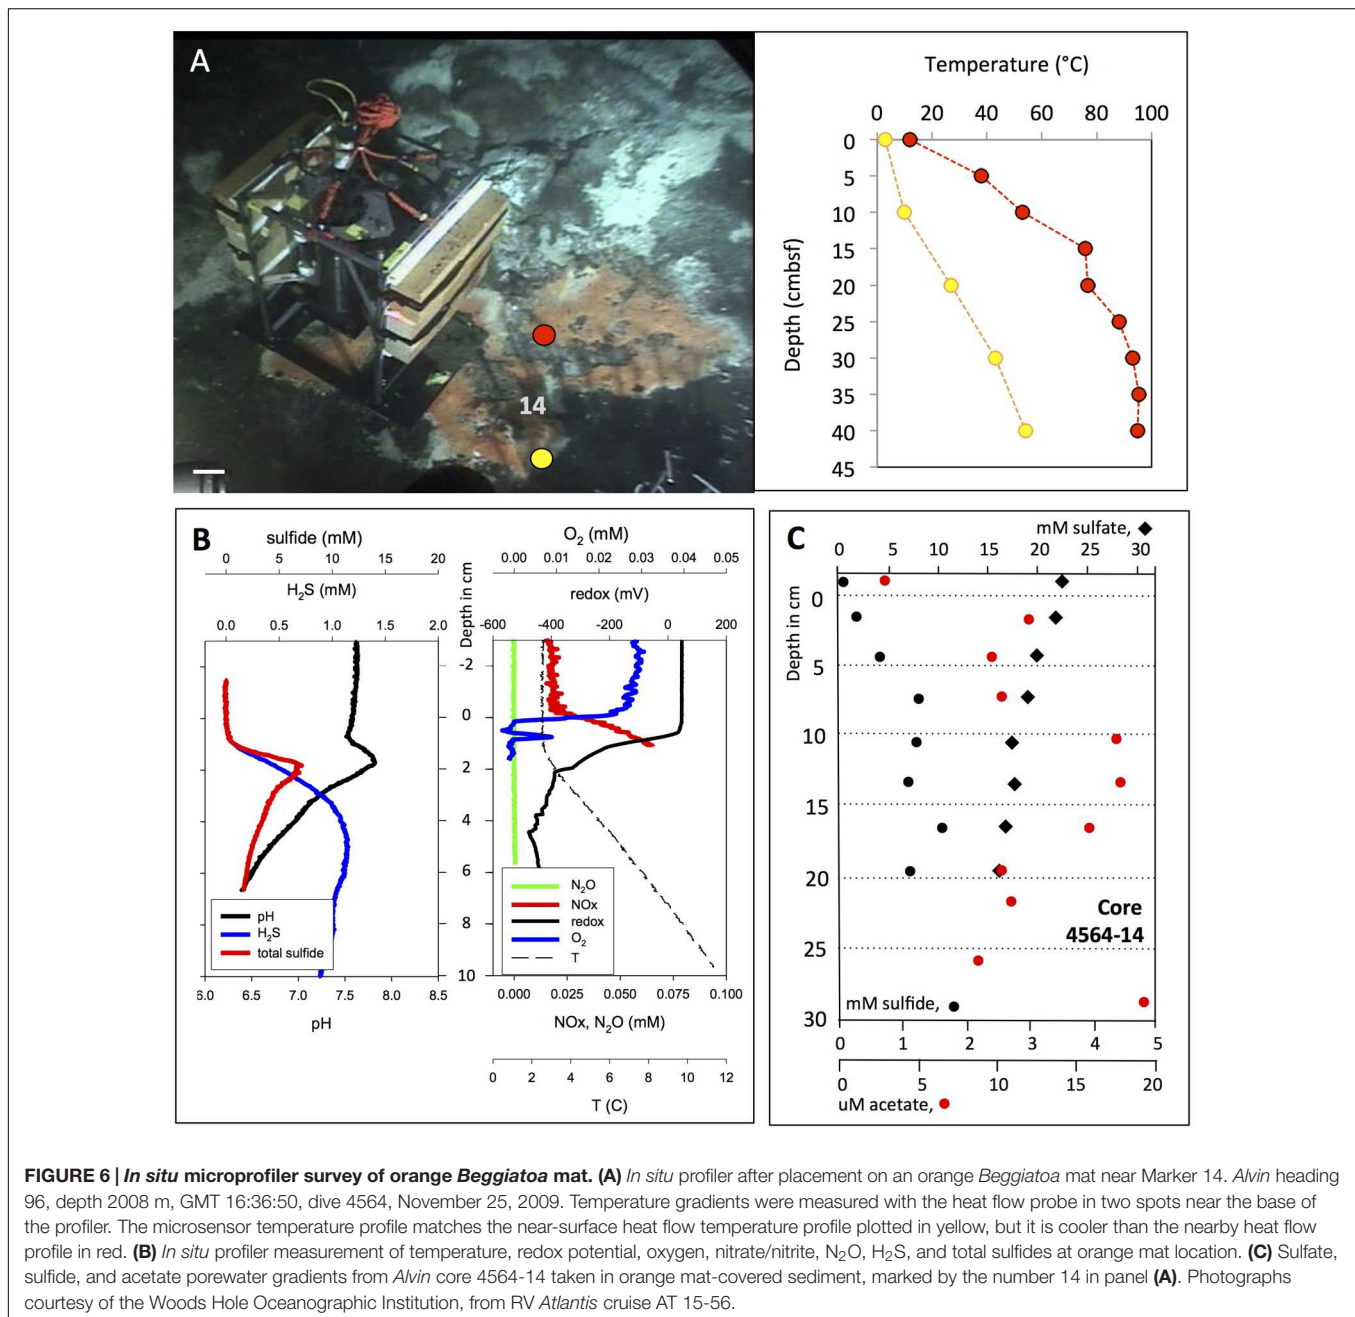 A
14
Temperature (°C)
0 20 40 60 80 100
Depth (cmbsf)
0
5
10
15
20
25
30
35
40
45
B
sulfide (mM)
0 5 10 15 20
H2S (mM)
0.0 0.5 1.0 1.5 2.0
pH
H2S
total sulfide
6.0 6.5 7.0 7.5 8.0 8.5
pH
O2 (mM)
0.00 0.01 0.02 0.03 0.04 0.05
redox (mV)
-600 -400 -200 0 200
Depth in cm
-2
0
2
4
6
8
10
N2O
NOx
redox
O2
T
0.000 0.025 0.050 0.075 0.100
NOx, N2O (mM)
0 2 4 6 8 10 12
T (C)
C
mM sulfate,
0 5 10 15 20 25 30
Depth in cm
0
5
10
15
20
25
30
Core
4564-14
mM sulfide,
0 1 2 3 4 5
0 5 10 15 20
uM acetate,
FIGURE 6 | In situ microprofiler survey of orange Beggiatoa mat. (A) In situ profiler after placement on an orange Beggiatoa mat near Marker 14. Alvin heading
96, depth 2008 m, GMT 16:36:50, dive 4564, November 25, 2009. Temperature gradients were measured with the heat flow probe in two spots near the base of
the profiler. The microsensor temperature profile matches the near-surface heat flow temperature profile plotted in yellow, but it is cooler than the nearby heat flow
profile in red. (B) In situ profiler measurement of temperature, redox potential, oxygen, nitrate/nitrite, N2O, H2S, and total sulfides at orange mat location. (C) Sulfate,
sulfide, and acetate porewater gradients from Alvin core 4564-14 taken in orange mat-covered sediment, marked by the number 14 in panel (A). Photographs
courtesy of the Woods Hole Oceanographic Institution, from RV Atlantis cruise AT 15-56.